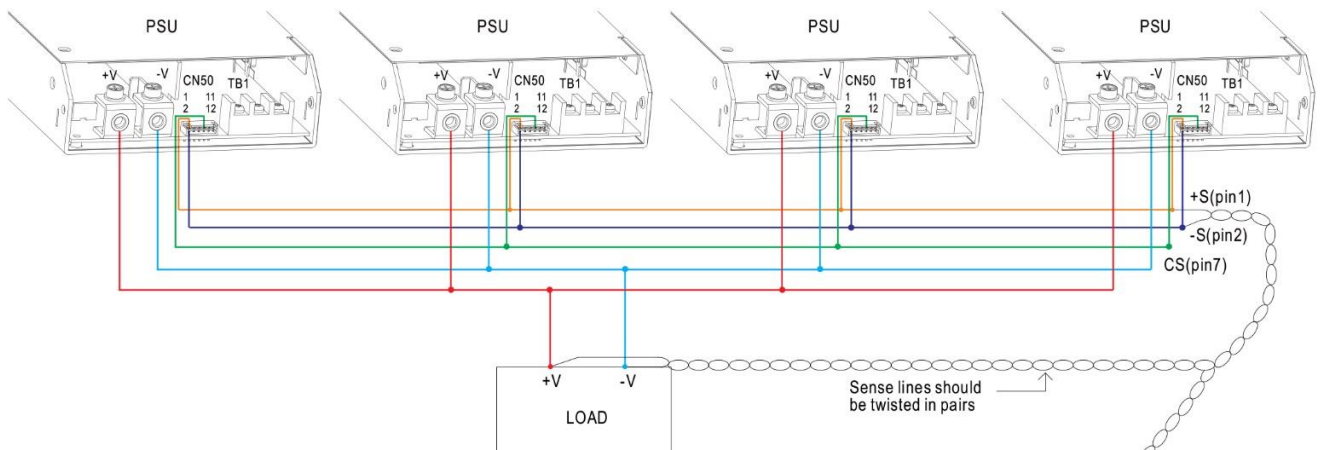 PSU
PSU
PSU
PSU
+V -V CN50 TB1
1 11
2 12
+V -V CN50 TB1
1 11
2 12
+V -V CN50 TB1
1 11
2 12
+V -V CN50 TB1
1 11
2 12
+S(pin1)
-S(pin2)
CS(pin7)
+V -V
LOAD
Sense lines should
be twisted in pairs